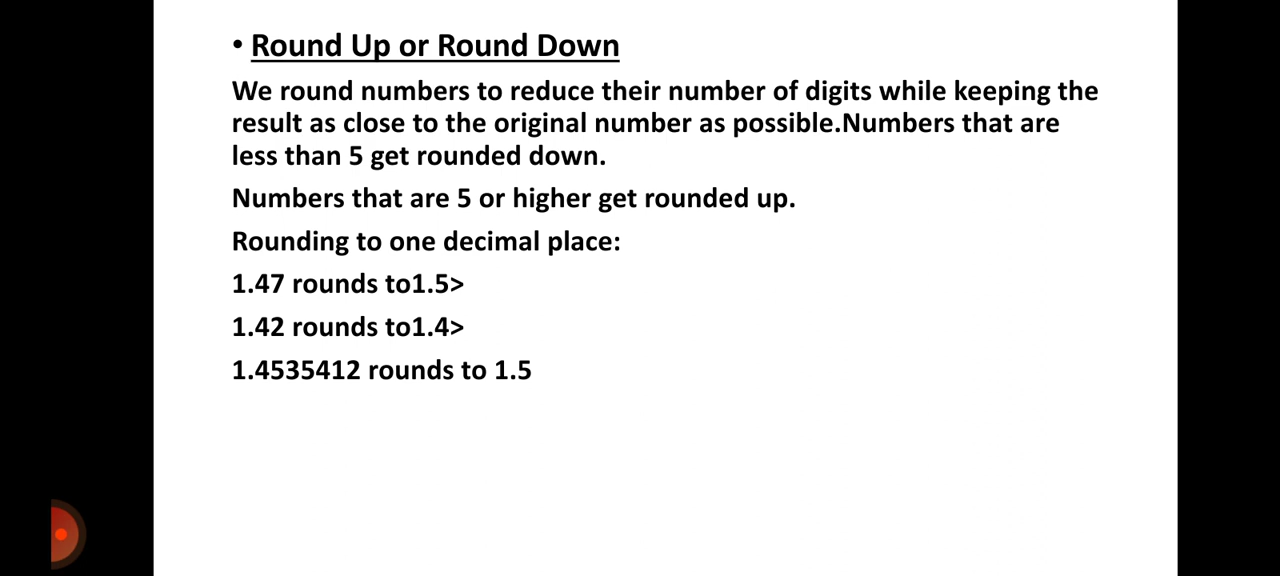 • Round Up or Round Down
We round numbers to reduce their number of digits while keeping the
result as close to the original number as possible.Numbers that are
less than 5 get rounded down.
Numbers that are 5 or higher get rounded up.
Rounding to one decimal place:
1.47 rounds to1.5>
1.42 rounds to1.4>
1.4535412 rounds to 1.5